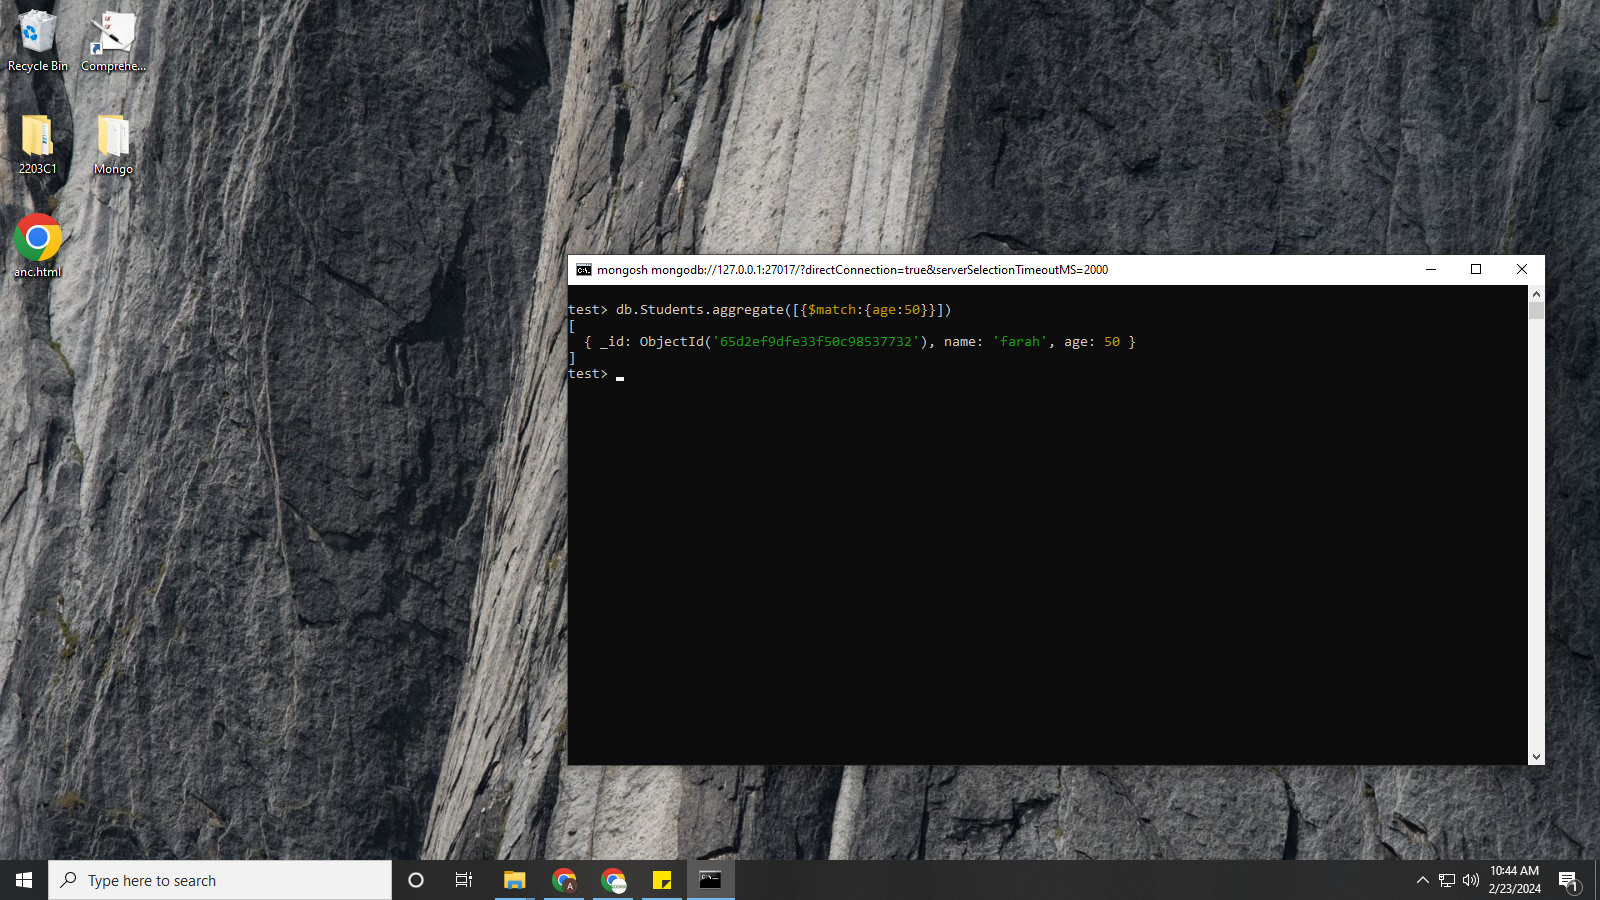 Recycle Bin
Comprehe...
2203C1
Mongo
anc.html
mongosh mongodb://127.0.0.1:27017/?directConnection=true&serverSelectionTimeoutMS=2000
test> db.Students.aggregate([{$match:{age:50}}])
[
  { _id: ObjectId('65d2ef9dfe33f50c98537732'), name: 'farah', age: 50 }
]
test>
Type here to search
A
10:44 AM
2/23/2024
1